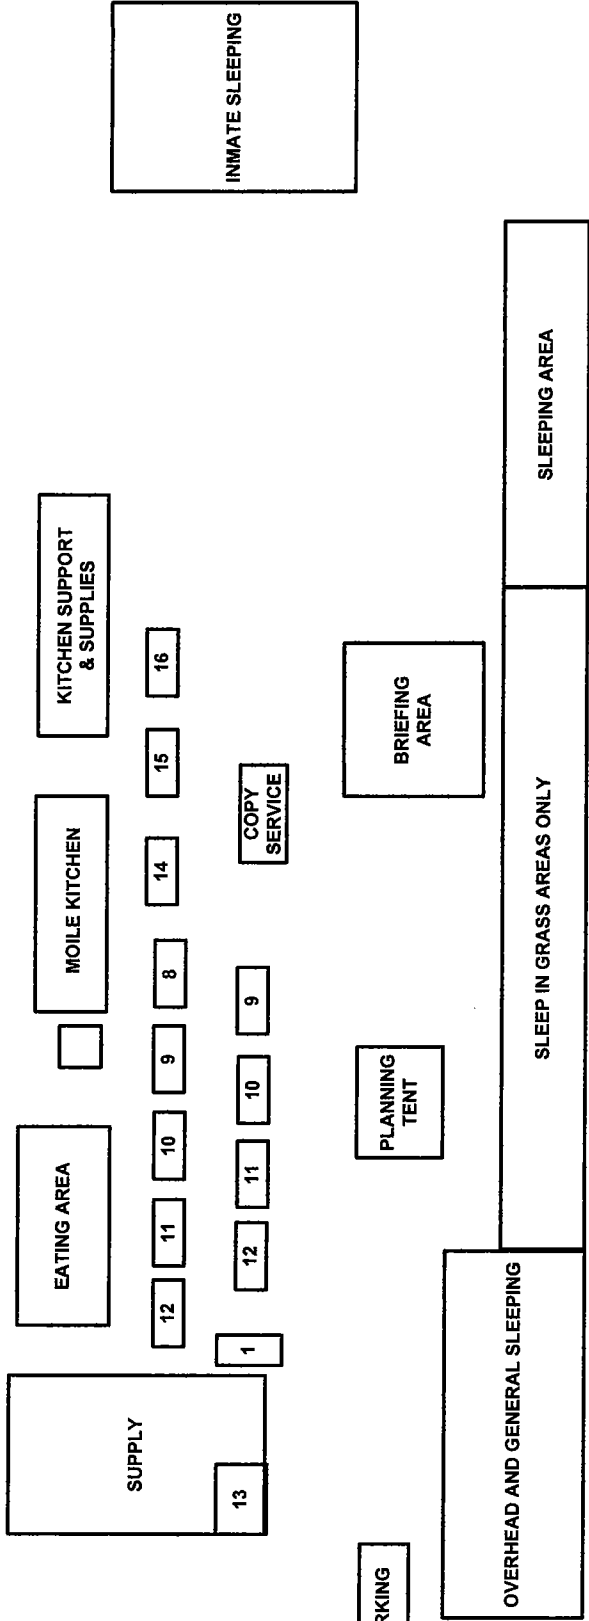 INMATE SLEEPING
KITCHEN SUPPORT
& SUPPLIES
MOILE KITCHEN
EATING AREA
SUPPLY
13
16
15
14
8
9
10
11
12
1
COPY
SERVICE
9
10
11
12
BRIEFING
AREA
PLANNING
TENT
RKING
SLEEPING AREA
SLEEP IN GRASS AREAS ONLY
OVERHEAD AND GENERAL SLEEPING